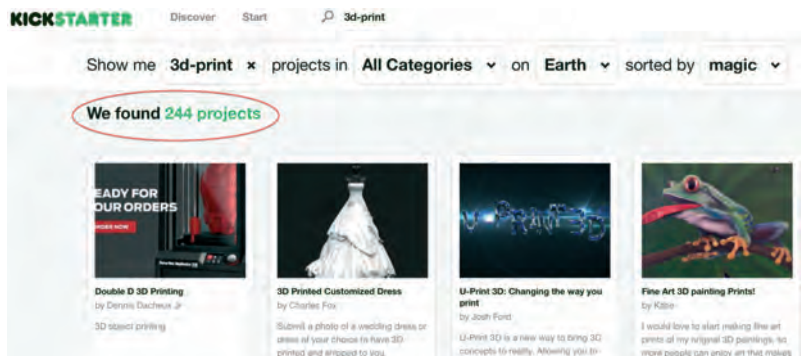 KICKSTARTER Discover Start 3d-print
Show me 3d-print × projects in All Categories on Earth sorted by magic
We found 244 projects
EADY FOR
OUR ORDERS
ORDER NOW
U-PRINT3D
Double D 3D Printing
by Dennis Dacheux Jr
3D object printing
3D Printed Customized Dress
by Charles Fox
Submit a photo of a wedding dress or
dress of your choice to have 3D
printed and shipped to you.
U-Print 3D: Changing the way you
print
by Josh Ford
U-Print 3D is a new way to bring 3D
concepts to reality. Allowing you to
Fine Art 3D painting Prints!
by Katie
I would love to start making fine art
prints of my original 3D paintings, so
more people can enjoy art that makes